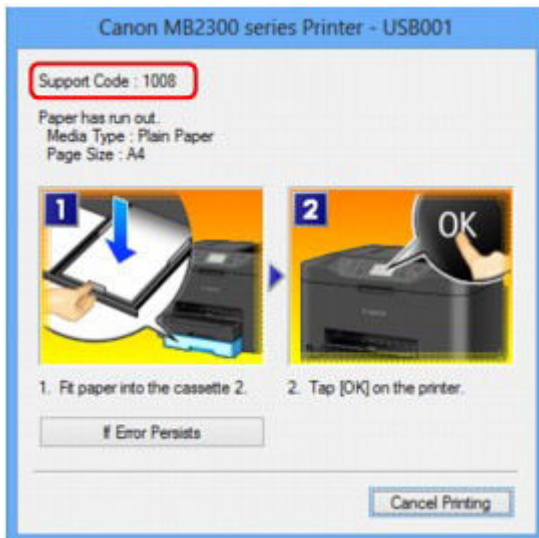 Canon MB2300 series Printer - USB001
Support Code : 1008
Paper has run out.
Media Type : Plain Paper
Page Size : A4
1
2
OK
1. Fit paper into the cassette 2.
2. Tap [OK] on the printer.
If Error Persists
Cancel Printing